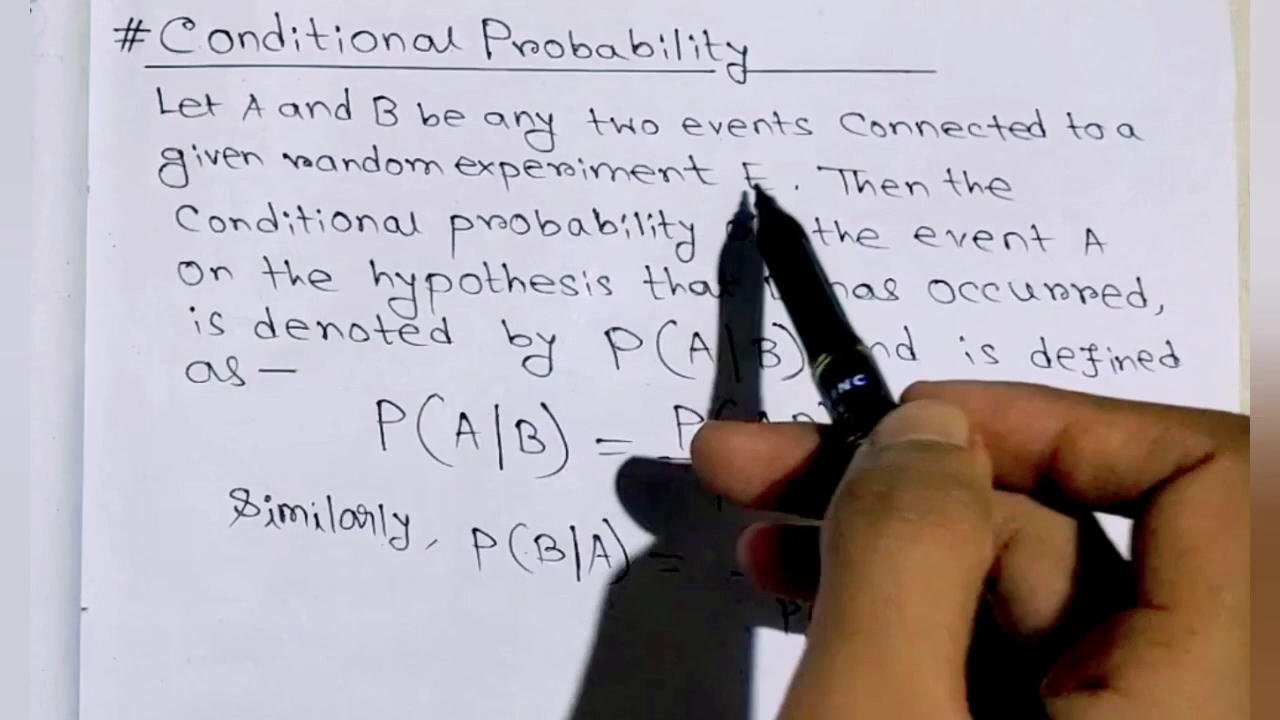 # Conditional Probability
Let A and B be any two events connected to a
given random experiment E. Then the
Conditional probability the event A
on the hypothesis that has occurred,
is denoted by P(A|B) and is defined
as —
P(A|B) =
Similarly, P(B|A) =